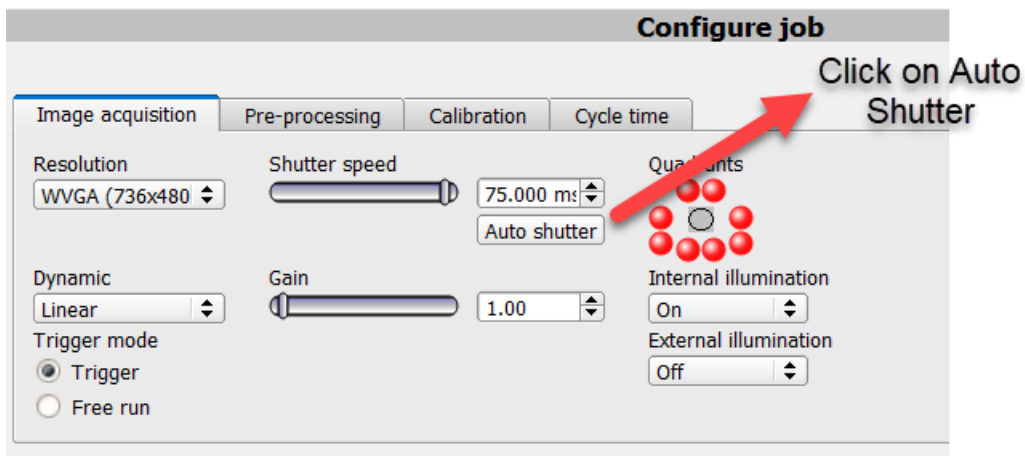 Configure job
Click on Auto
Shutter
Image acquisition
Pre-processing
Calibration
Cycle time
Resolution
Shutter speed
Quadrants
WVGA (736x480
75.000 ms
Auto shutter
Dynamic
Gain
Internal illumination
Linear
1.00
On
Trigger mode
External illumination
Trigger
Off
Free run